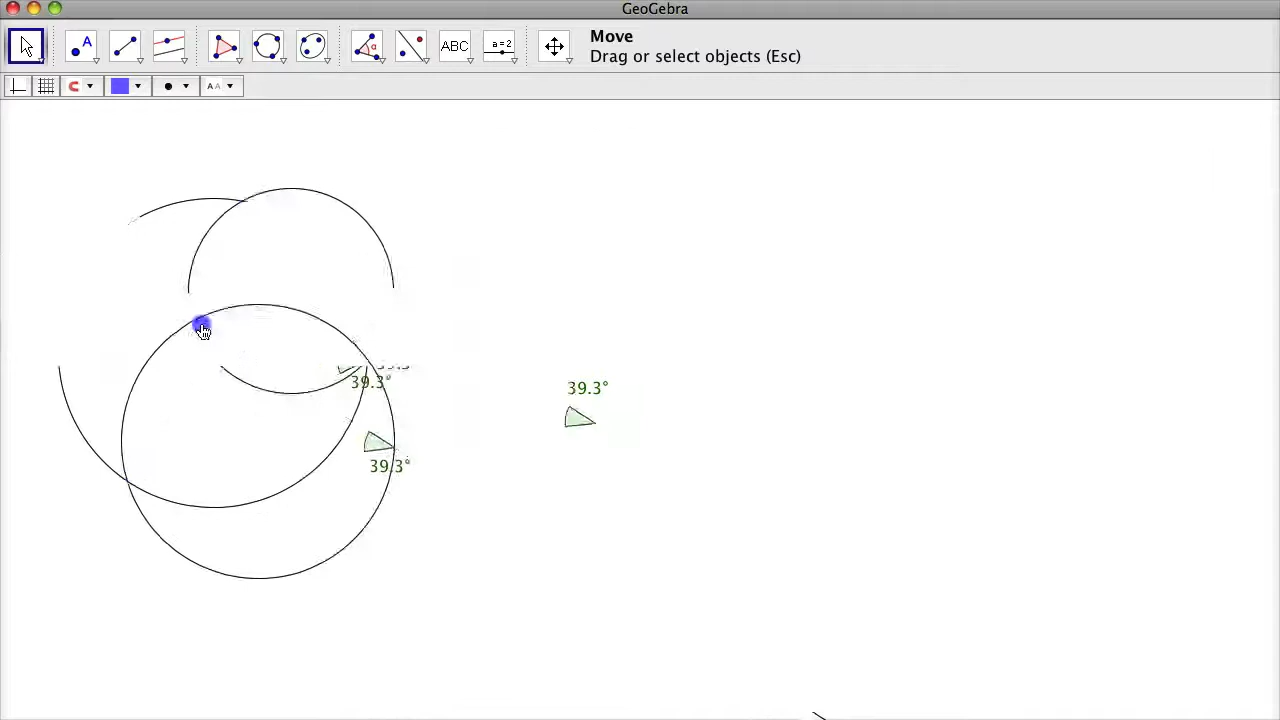 GeoGebra
A
α
ABC
a=2
Move
Drag or select objects (Esc)
A A
39.3°
39.3°
39.3°